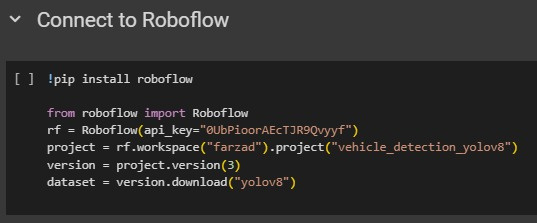 Connect to Roboflow
[ ] !pip install roboflow
from roboflow import Roboflow
rf = Roboflow(api_key="0UbPioorAEcTJR9Qvyyf")
project = rf.workspace("farzad").project("vehicle_detection_yolov8")
version = project.version(3)
dataset = version.download("yolov8")